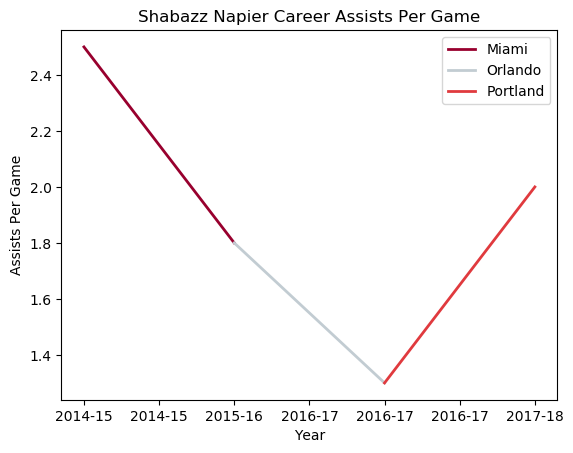 Shabazz Napier Career Assists Per Game
Miami
Orlando
Portland
Assists Per Game
2.4
2.2
2.0
1.8
1.6
1.4
2014-15 2014-15 2015-16 2016-17 2016-17 2016-17 2017-18
Year